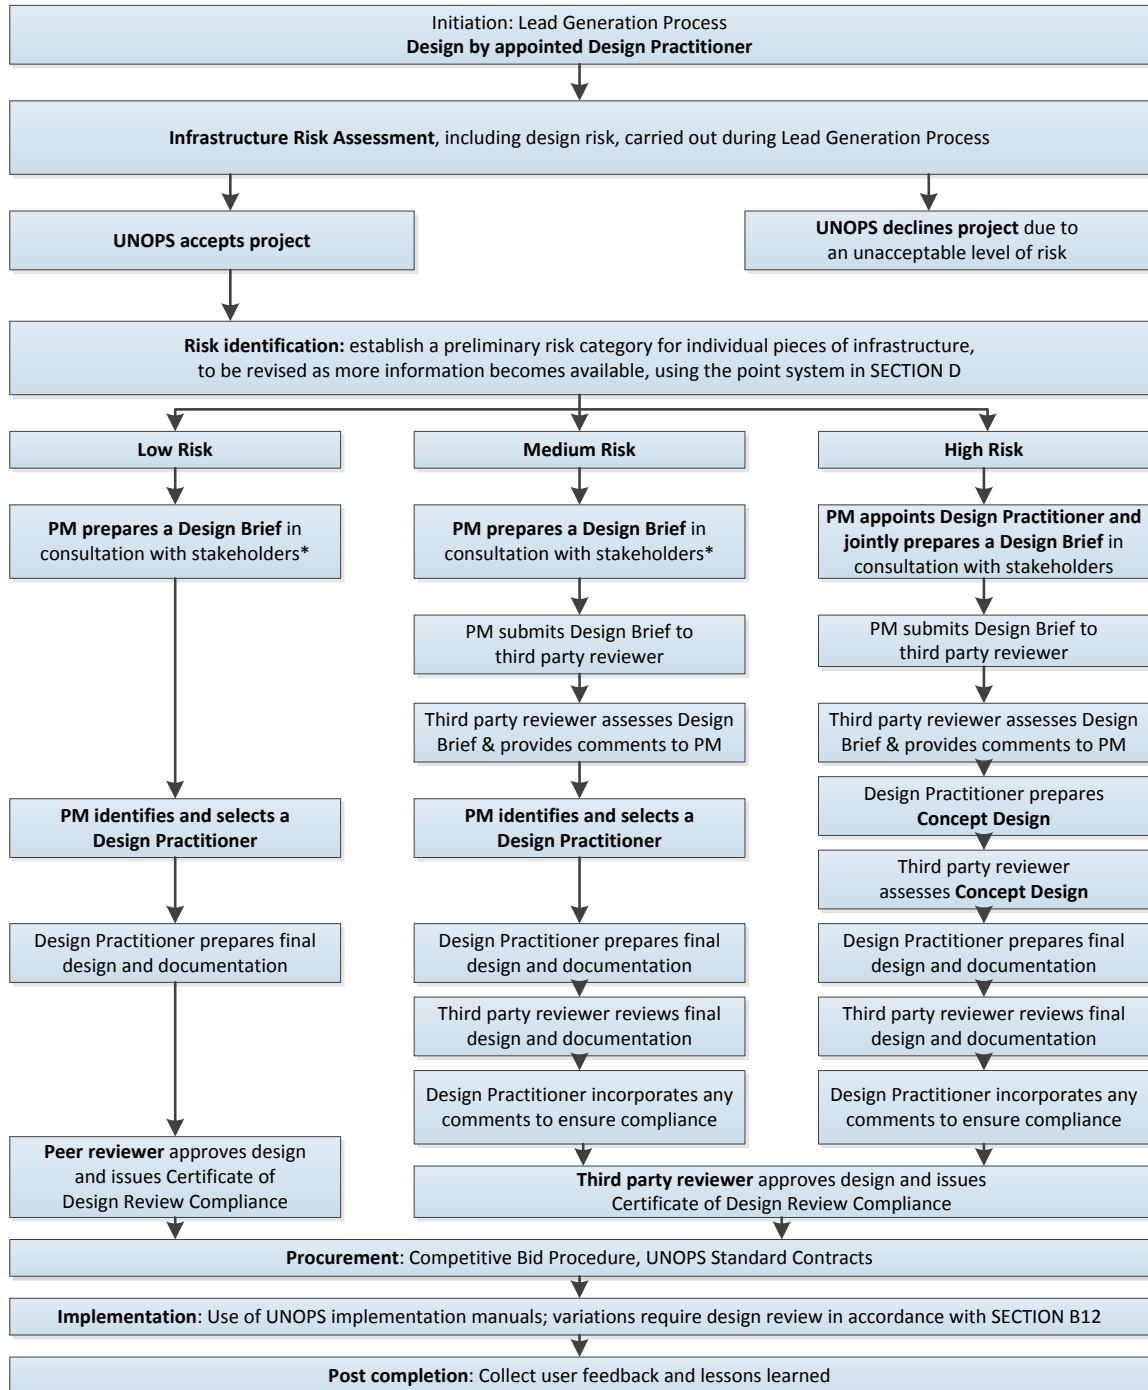 Initiation: Lead Generation Process
Design by appointed Design Practitioner
Infrastructure Risk Assessment, including design risk, carried out during Lead Generation Process
UNOPS accepts project
UNOPS declines project due to
an unacceptable level of risk
Risk identification: establish a preliminary risk category for individual pieces of infrastructure,
to be revised as more information becomes available, using the point system in SECTION D
Low Risk
PM prepares a Design Brief in
consultation with stakeholders*
PM identifies and selects a
Design Practitioner
Design Practitioner prepares final
design and documentation
Peer reviewer approves design
and issues Certificate of
Design Review Compliance
Medium Risk
PM prepares a Design Brief in
consultation with stakeholders*
PM submits Design Brief to
third party reviewer
Third party reviewer assesses Design
Brief & provides comments to PM
PM identifies and selects a
Design Practitioner
Design Practitioner prepares final
design and documentation
Third party reviewer reviews final
design and documentation
Design Practitioner incorporates any
comments to ensure compliance
High Risk
PM appoints Design Practitioner and
jointly prepares a Design Brief in
consultation with stakeholders
PM submits Design Brief to
third party reviewer
Third party reviewer assesses Design
Brief & provides comments to PM
Design Practitioner prepares
Concept Design
Third party reviewer
assesses Concept Design
Design Practitioner prepares final
design and documentation
Third party reviewer reviews final
design and documentation
Design Practitioner incorporates any
comments to ensure compliance
Third party reviewer approves design and issues
Certificate of Design Review Compliance
Procurement: Competitive Bid Procedure, UNOPS Standard Contracts
Implementation: Use of UNOPS implementation manuals; variations require design review in accordance with SECTION B12
Post completion: Collect user feedback and lessons learned